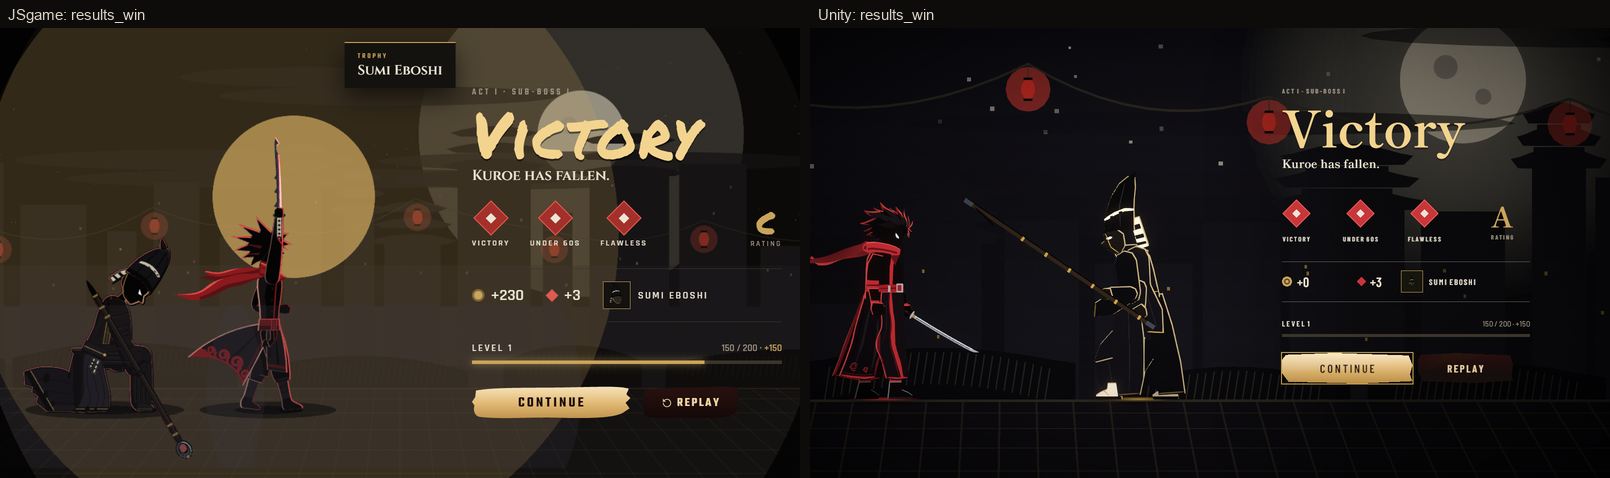 JSgame: results_win
TROPHY
SUMI EBOSHI
ACT I · SUB-BOSS I
VICTORY
KUROE HAS FALLEN.
VICTORY
UNDER 60S
FLAWLESS
C
RATING
+230
+3
SUMI EBOSHI
LEVEL 1
150 / 200 · +150
CONTINUE
REPLAY
Unity: results_win
ACT I · SUB-BOSS I
Victory
Kuroe has fallen.
VICTORY
UNDER 60S
FLAWLESS
A
RATING
+0
+3
SUMI EBOSHI
LEVEL 1
150 / 200 · +150
CONTINUE
REPLAY